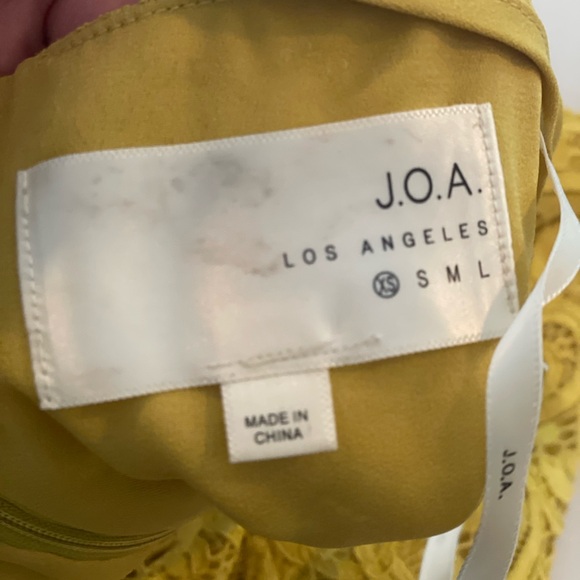 J.O.A.
LOS ANGELES
XS S M L
MADE IN
CHINA
J.O.A.